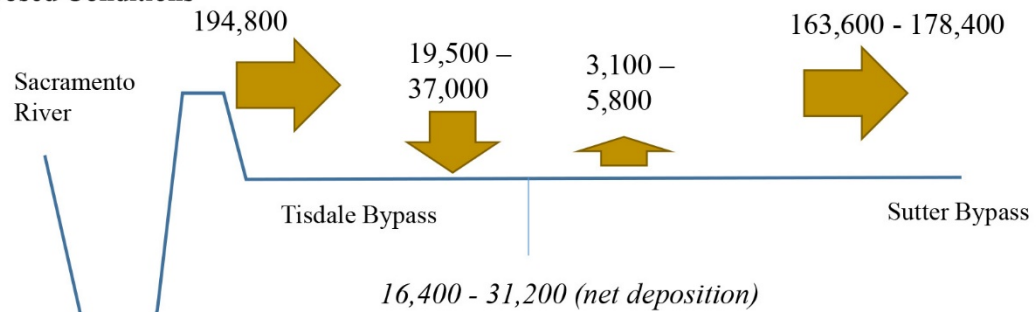 194,800
163,600 - 178,400
19,500 –
37,000
3,100 –
5,800
Sacramento
River
Tisdale Bypass
Sutter Bypass
16,400 - 31,200 (net deposition)